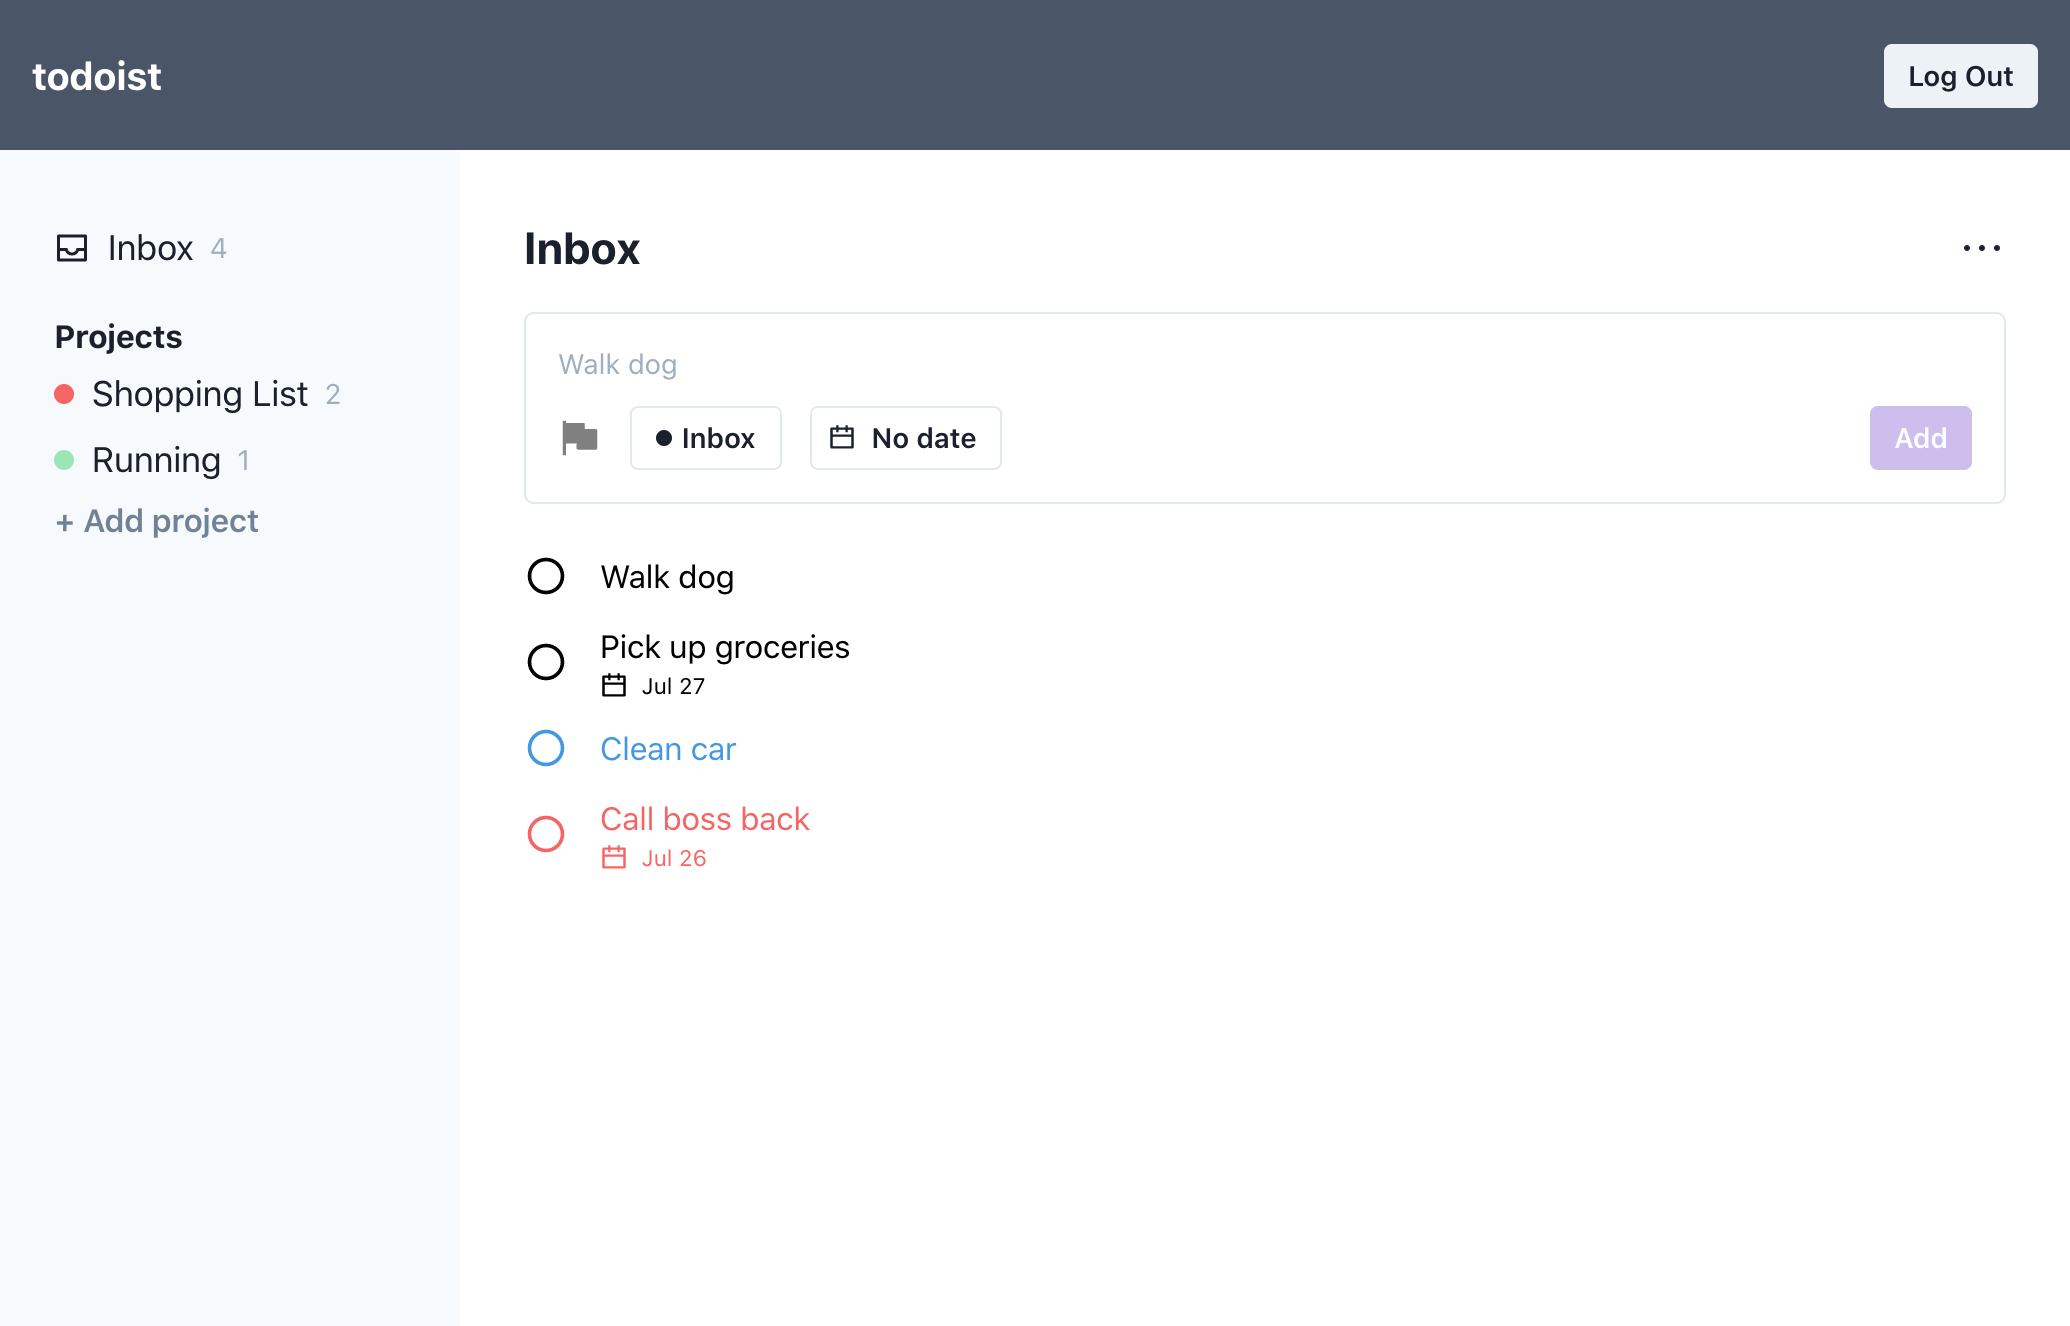 todoist
Log Out
Inbox 4
Projects
Shopping List 2
Running 1
+ Add project
Inbox
Walk dog
Inbox
No date
Add
Walk dog
Pick up groceries
Jul 27
Clean car
Call boss back
Jul 26